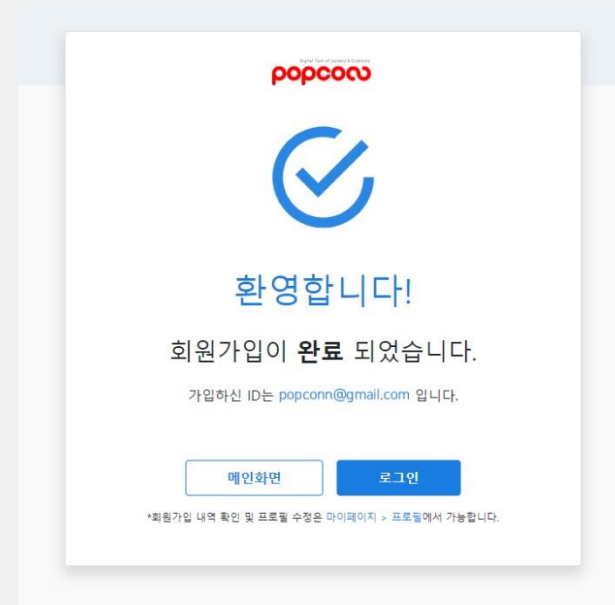 popconn
환영합니다!
회원가입이 완료 되었습니다.
가입하신 ID는 popconn@gmail.com 입니다.
메인화면 로그인
*회원가입 내역 확인 및 프로필 수정은 마이페이지 > 프로필에서 가능합니다.